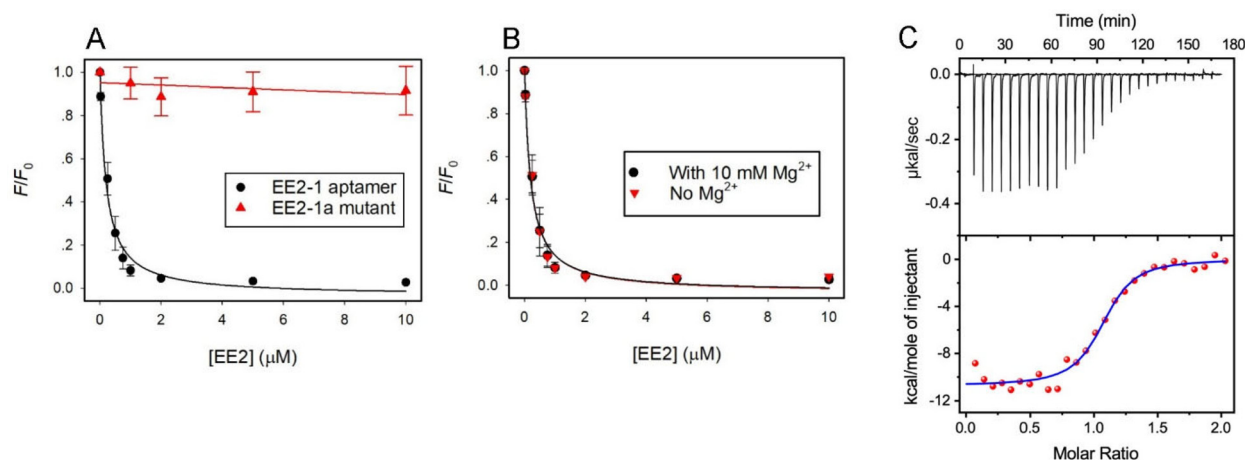 A
F/F0
1.0
.8
.6
.4
.2
0.0
EE2-1 aptamer
EE2-1a mutant
0 2 4 6 8 10
[EE2] (μM)
B
F/F0
1.0
.8
.6
.4
.2
0.0
With 10 mM Mg2+
No Mg2+
0 2 4 6 8 10
[EE2] (μM)
C
Time (min)
0 30 60 90 120 150 180
0.0
-0.2
-0.4
μkal/sec
0
-4
-8
-12
kcal/mole of injectant
0.0 0.5 1.0 1.5 2.0
Molar Ratio